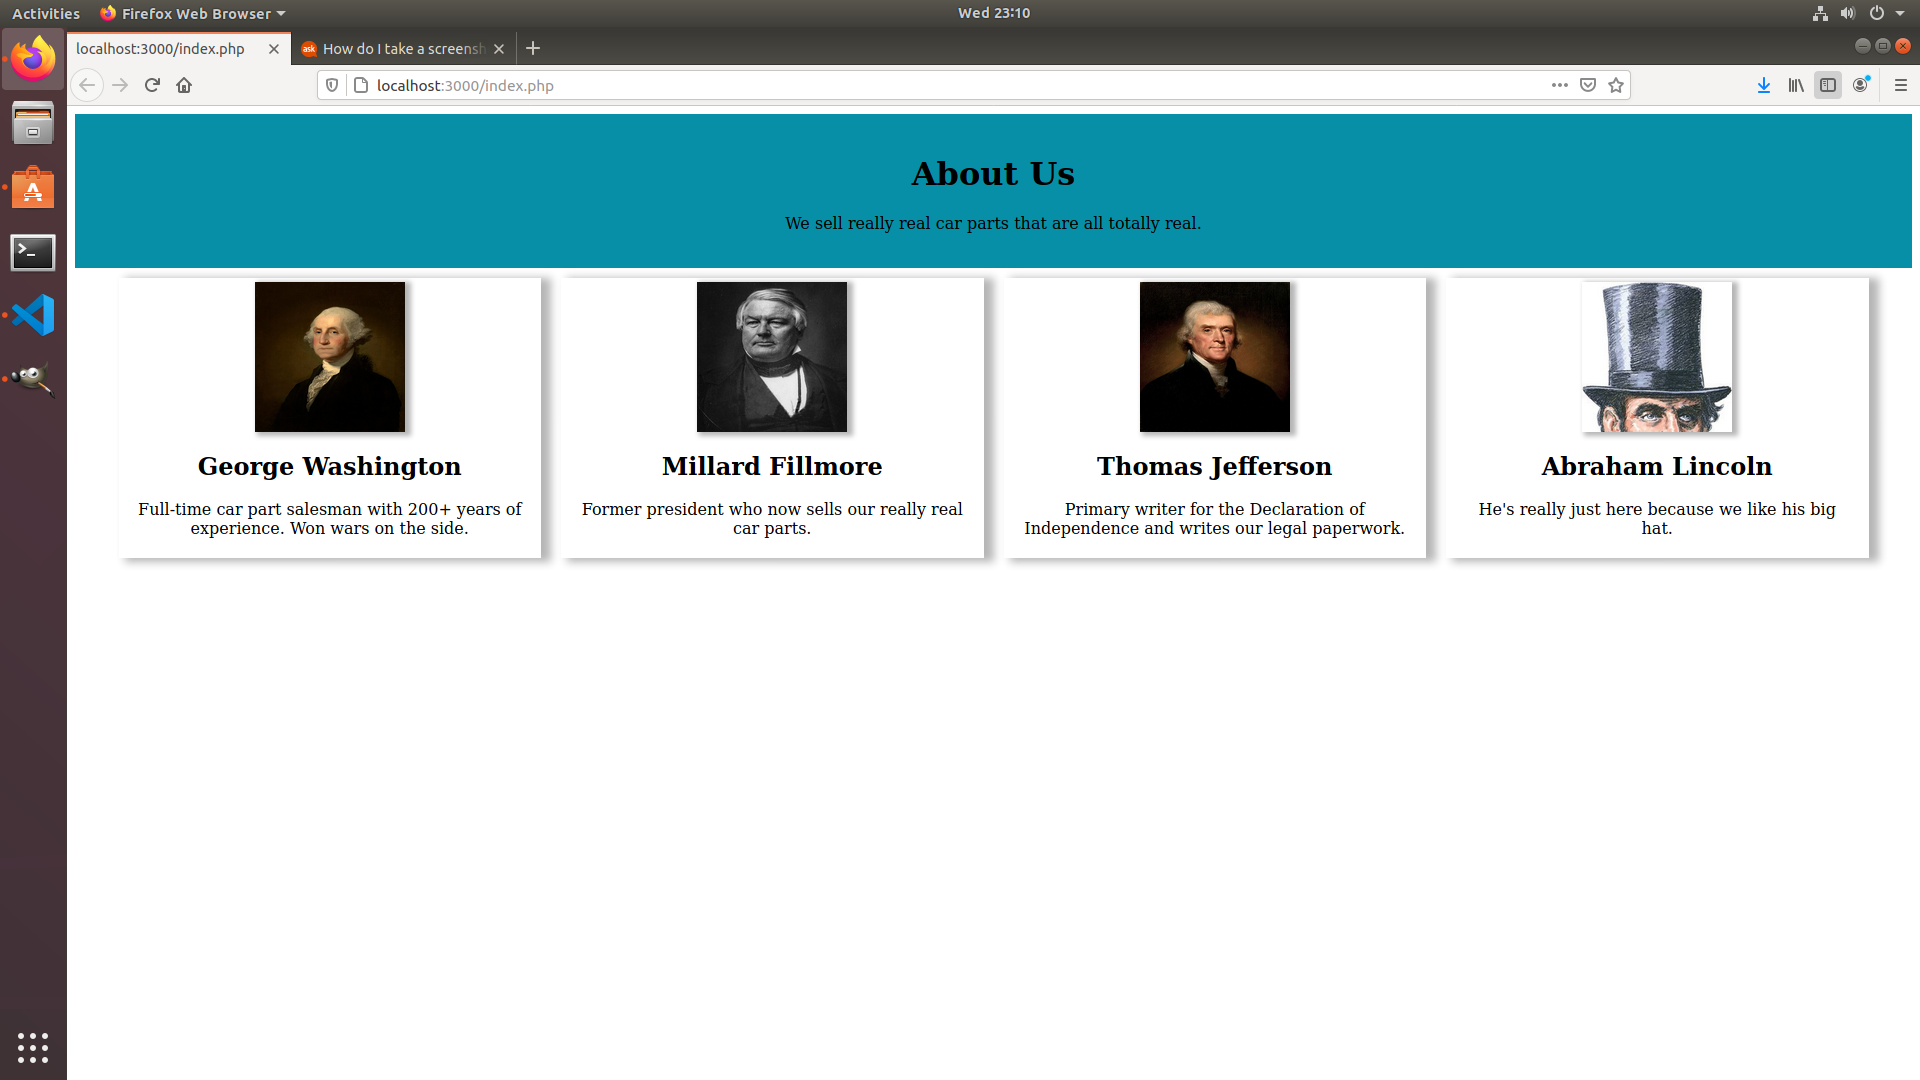 Activities Firefox Web Browser Wed 23:10
localhost:3000/index.php ask How do I take a screensh
localhost:3000/index.php
About Us
We sell really real car parts that are all totally real.
George Washington
Full-time car part salesman with 200+ years of
experience. Won wars on the side.
Millard Fillmore
Former president who now sells our really real
car parts.
Thomas Jefferson
Primary writer for the Declaration of
Independence and writes our legal paperwork.
Abraham Lincoln
He's really just here because we like his big
hat.